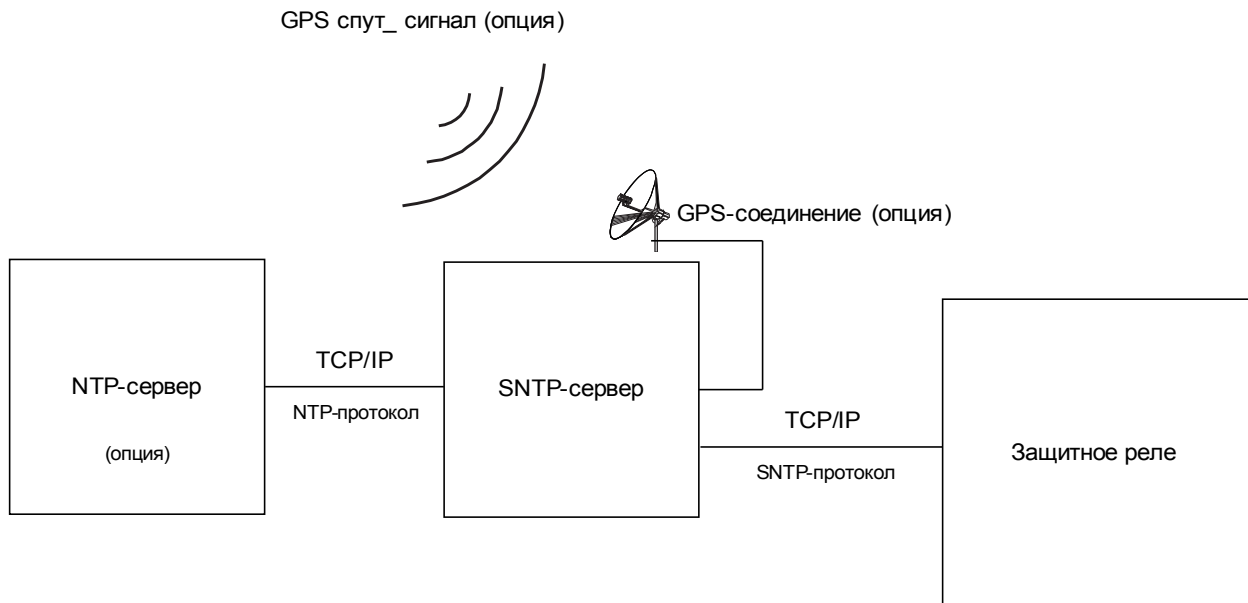 GPS спут_ сигнал (опция)
GPS-соединение (опция)
NTP-сервер
(опция)
TCP/IP
NTP-протокол
SNTP-сервер
TCP/IP
SNTP-протокол
Защитное реле